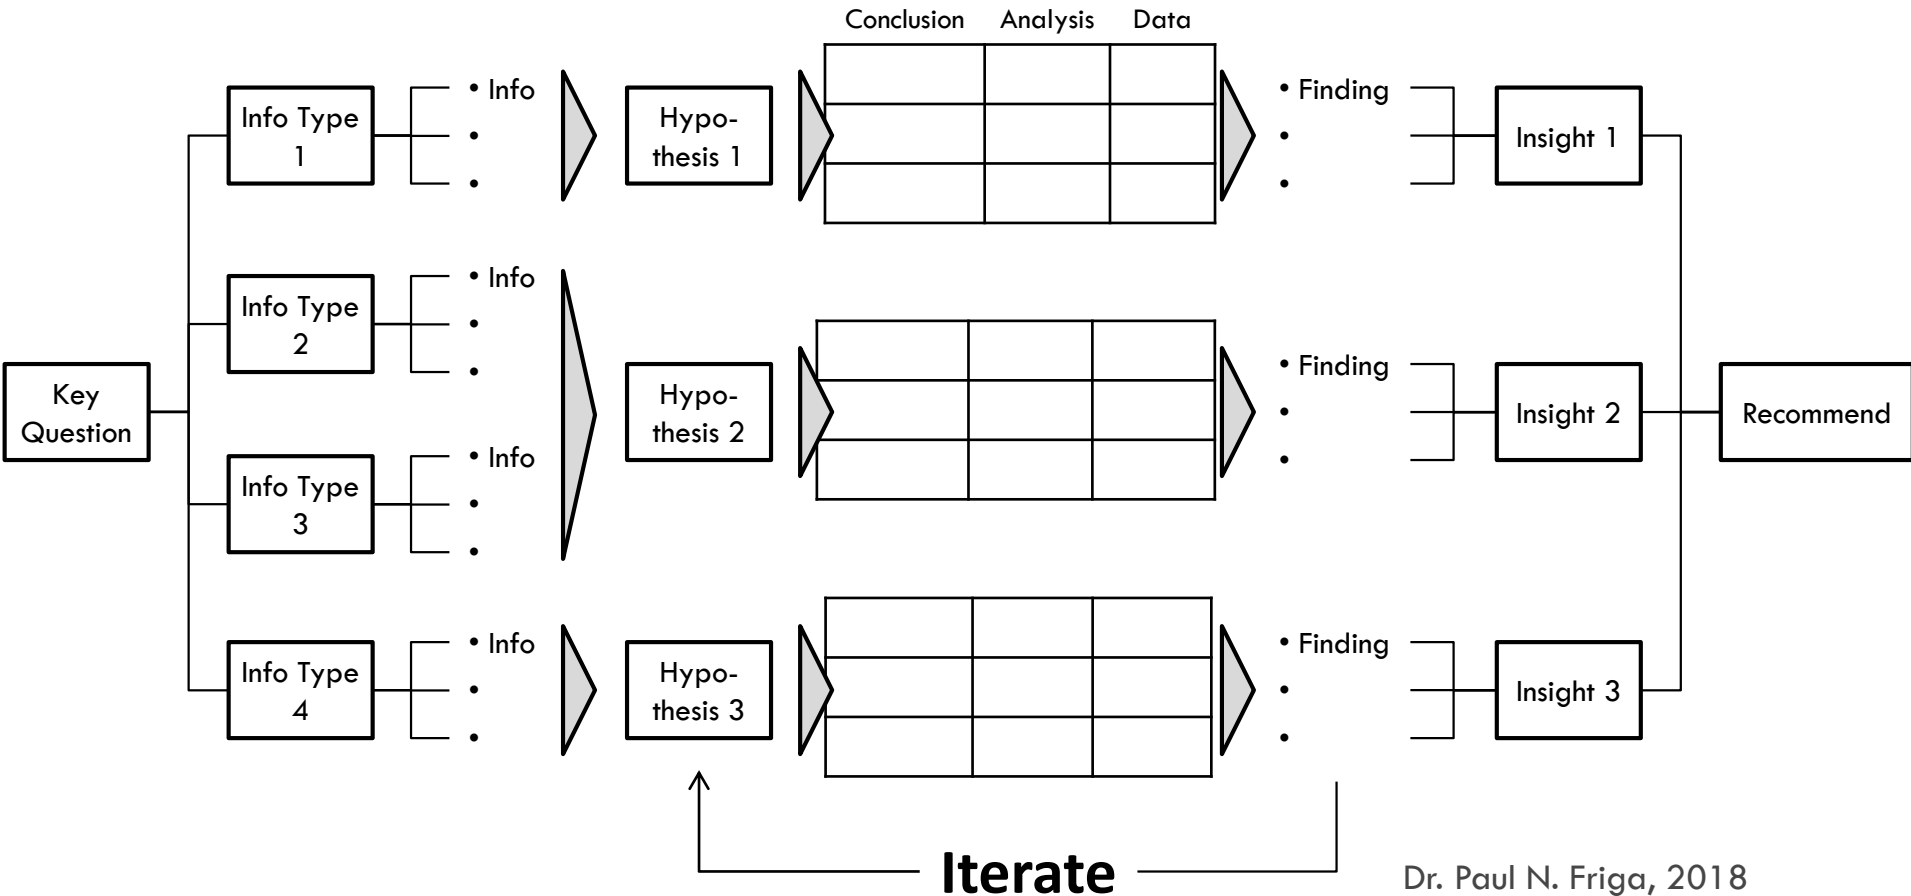 Conclusion Analysis Data
Info Type
1
• Info
•
•
Hypo-
thesis 1
• Finding
•
•
Insight 1
Info Type
2
• Info
•
•
Key
Question
Info Type
3
• Info
•
•
Hypo-
thesis 2
• Finding
•
•
Insight 2
Recommend
Info Type
4
• Info
•
•
Hypo-
thesis 3
• Finding
•
•
Insight 3
Iterate
Dr. Paul N. Friga, 2018